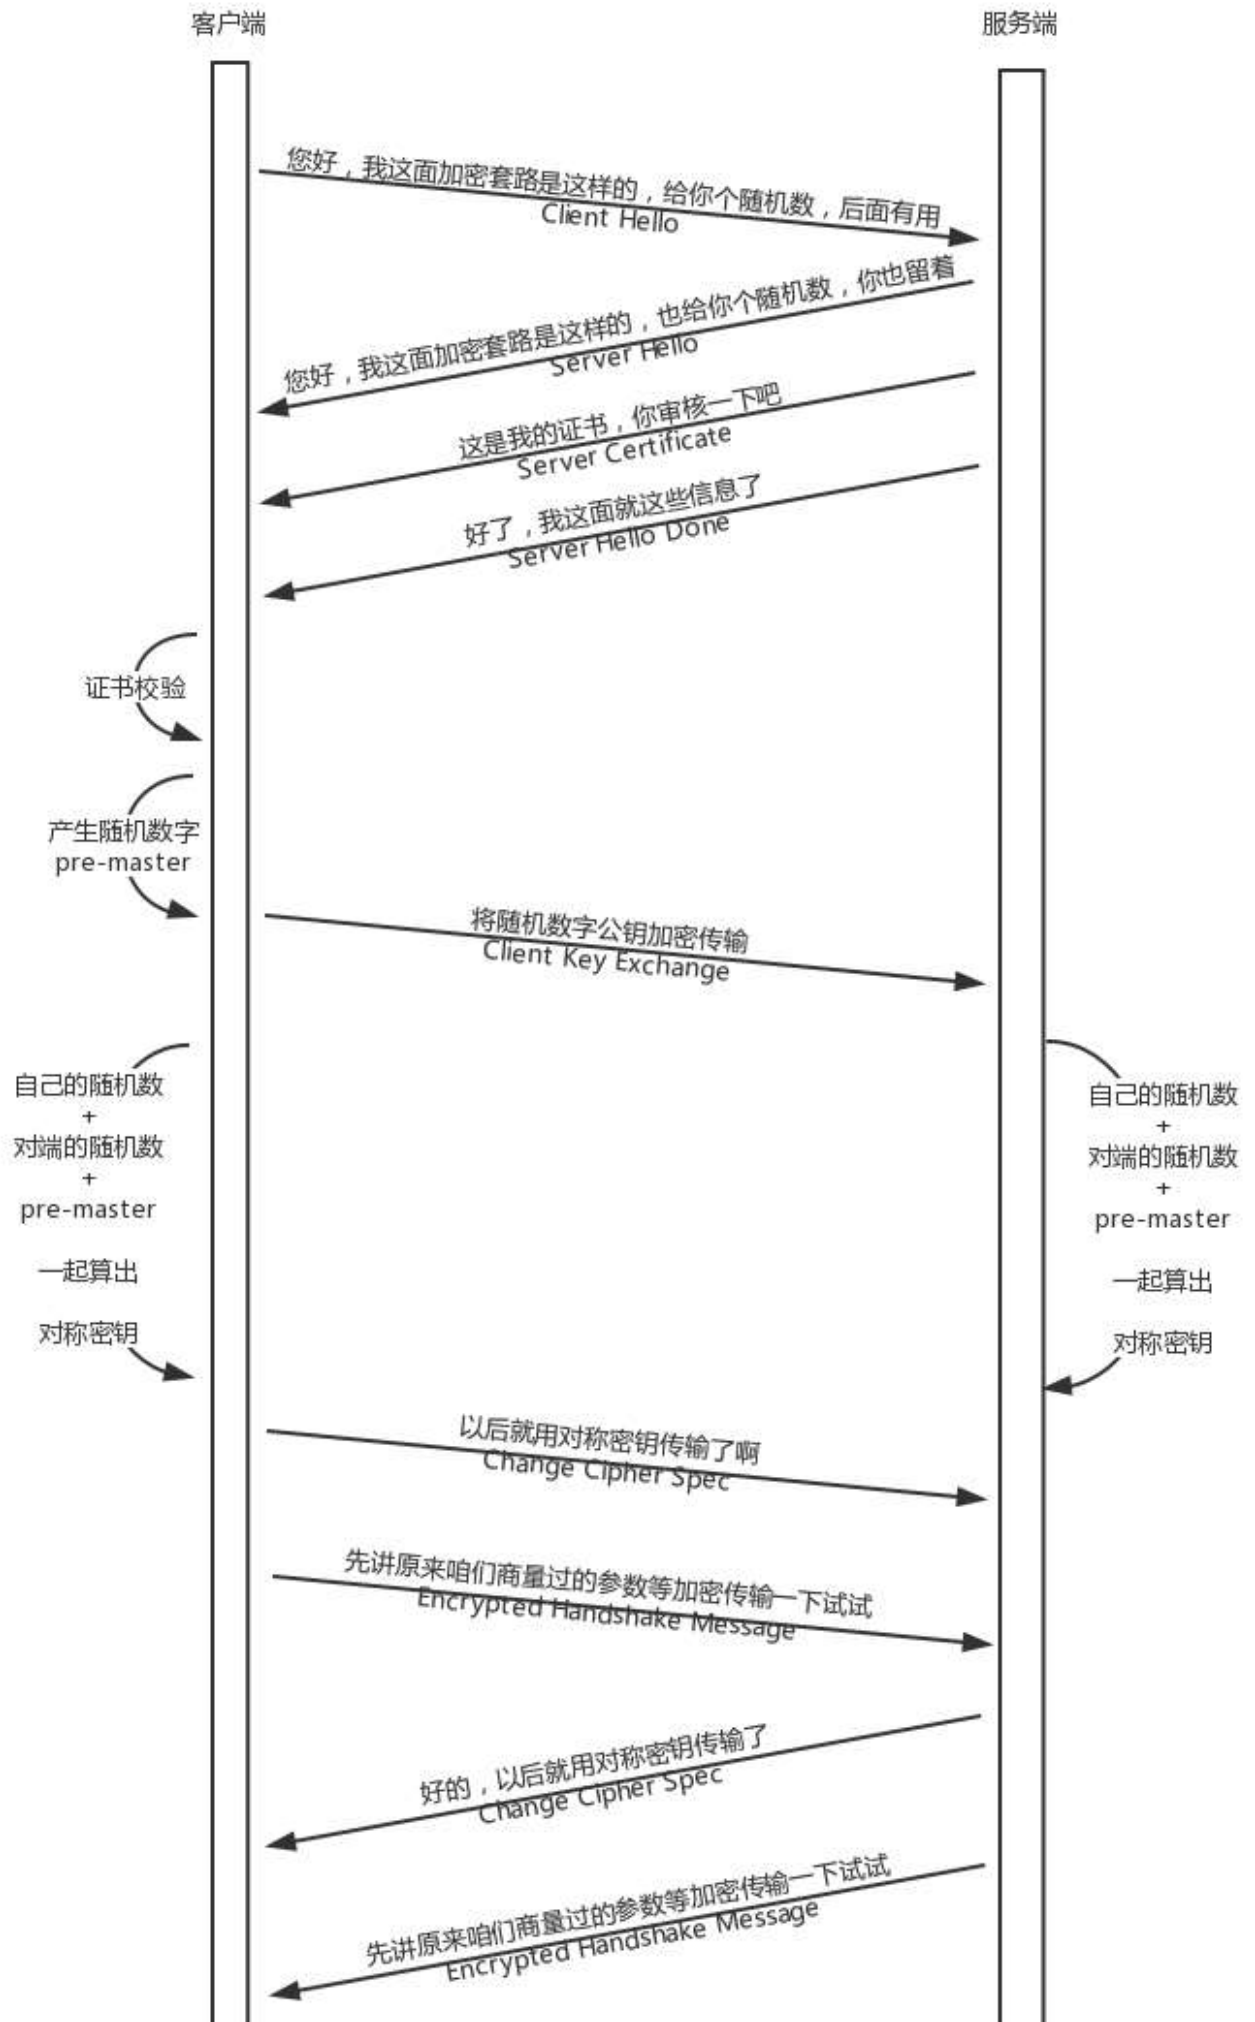 客户端
服务端
您好，我这面加密套路是这样的，给你个随机数，后面有用
Client Hello
您好，我这面加密套路是这样的，也给你个随机数，你也留着
Server Hello
这是我的证书，你审核一下吧
Server Certificate
好了，我这面就这些信息了
Server Hello Done
证书校验
产生随机数字
pre-master
将随机数字公钥加密传输
Client Key Exchange
自己的随机数
+
对端的随机数
+
pre-master
一起算出
对称密钥
自己的随机数
+
对端的随机数
+
pre-master
一起算出
对称密钥
以后就用对称密钥传输了啊
Change Cipher Spec
先讲原来咱们商量过的参数等加密传输一下试试
Encrypted Handshake Message
好的，以后就用对称密钥传输了
Change Cipher Spec
先讲原来咱们商量过的参数等加密传输一下试试
Encrypted Handshake Message